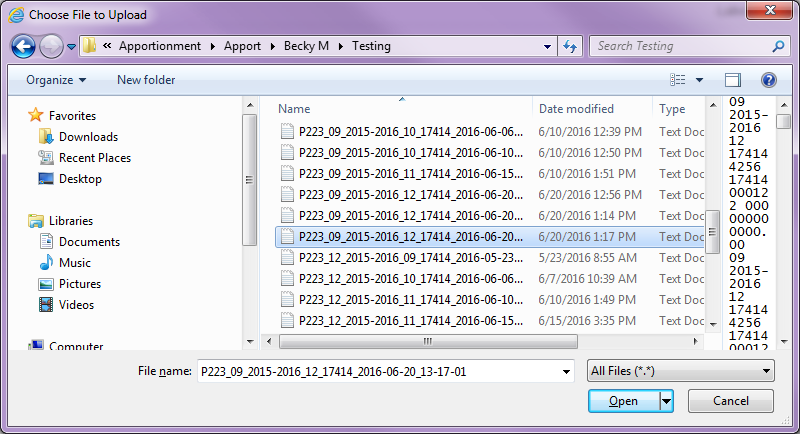 Choose File to Upload
« Apportionment ▸ Apport ▸ Becky M ▸ Testing
Search Testing
Organize ▾ New folder
Favorites
Downloads
Recent Places
Desktop
Libraries
Documents
Music
Pictures
Videos
Computer
Name Date modified Type
P223_09_2015-2016_10_17414_2016-06-06... 6/10/2016 12:39 PM Text Doc
P223_09_2015-2016_10_17414_2016-06-10... 6/10/2016 12:50 PM Text Doc
P223_09_2015-2016_11_17414_2016-06-15... 6/10/2016 1:51 PM Text Doc
P223_09_2015-2016_12_17414_2016-06-20... 6/20/2016 12:56 PM Text Doc
P223_09_2015-2016_12_17414_2016-06-20... 6/20/2016 1:14 PM Text Doc
P223_09_2015-2016_12_17414_2016-06-20... 6/20/2016 1:17 PM Text Doc
P223_12_2015-2016_09_17414_2016-05-23... 5/23/2016 8:55 AM Text Doc
P223_12_2015-2016_10_17414_2016-06-06... 6/7/2016 10:39 AM Text Doc
P223_12_2015-2016_11_17414_2016-06-10... 6/10/2016 1:49 PM Text Doc
P223_12_2015-2016_11_17414_2016-06-15... 6/15/2016 3:35 PM Text Doc
09
2015-
2016
12
17414
4256
17414
00012
2 000
00000
0000.
00
09
2015-
2016
12
17414
4256
17414
00012
File name: P223_09_2015-2016_12_17414_2016-06-20_13-17-01
All Files (*.*)
Open Cancel